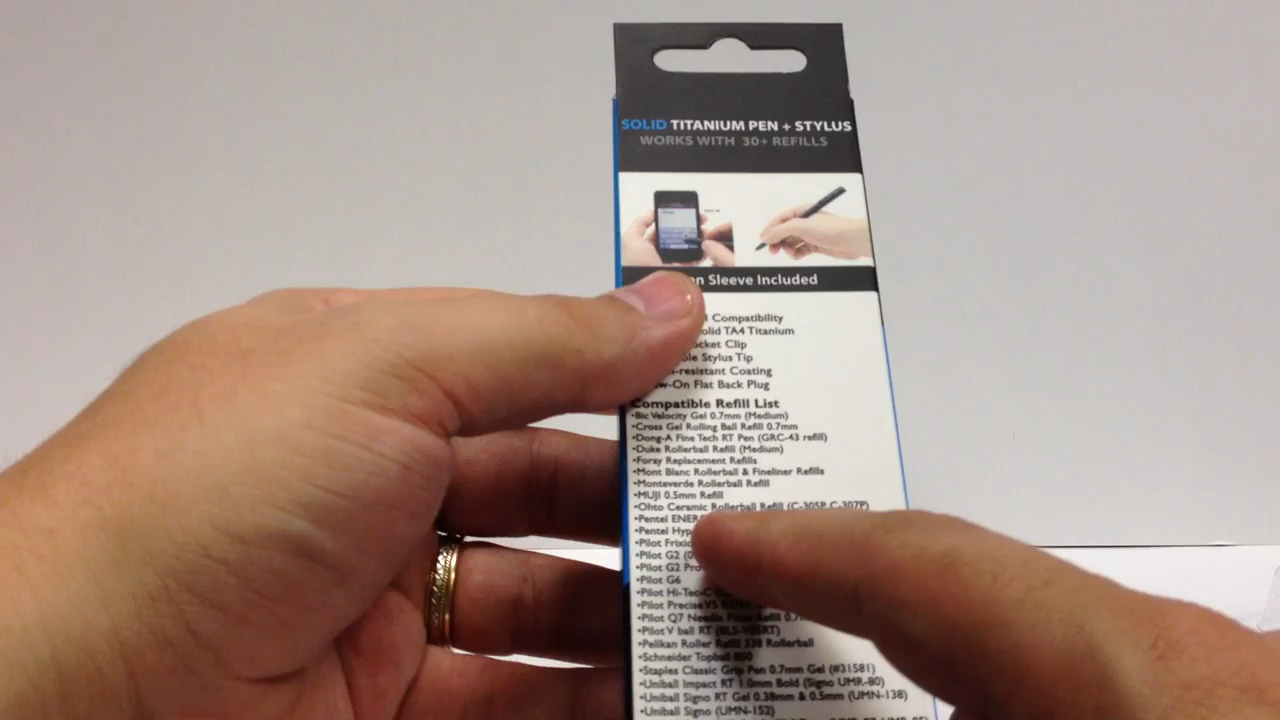 SOLID TITANIUM PEN + STYLUS
WORKS WITH 30+ REFILLS
Sleeve Included
Compatibility
TA4 Titanium
Clip
Stylus Tip
-resistant Coating
-On Flat Back Plug
Compatible Refill List
•Bic Velocity Gel 0.7mm (Medium)
•Cross Gel Rolling Ball Refill 0.7mm
•Dong-A Fine Tech RT Pen (GRC-43 refill)
•Duke Rollerball Refill (Medium)
•Foray Replacement Refills
•Mont Blanc Rollerball & Fineliner Refills
•Monteverde Rollerball Refill
•MUJI 0.5mm Refill
•Ohto Ceramic Rollerball Refill (C-305P, C-307P)
•Pentel
•Pentel
•Pilot
•Pilot G2
•Pilot G2
•Pilot G6
•Pilot Hi-Tec-C
•Pilot Precise V5
•Pilot Q7 Needle Point Refill
•Pilot V ball RT (BLS-VB5RT)
•Pelikan Roller Refill 338 Rollerball
•Schneider Topball 850
•Staples Classic Grip Pen 0.7mm Gel (#31581)
•Uniball Impact RT 1.0mm Bold (Signo UMR-80)
•Uniball Signo RT Gel 0.38mm & 0.5mm (UMN-138)
•Uniball Signo (UMN-152)